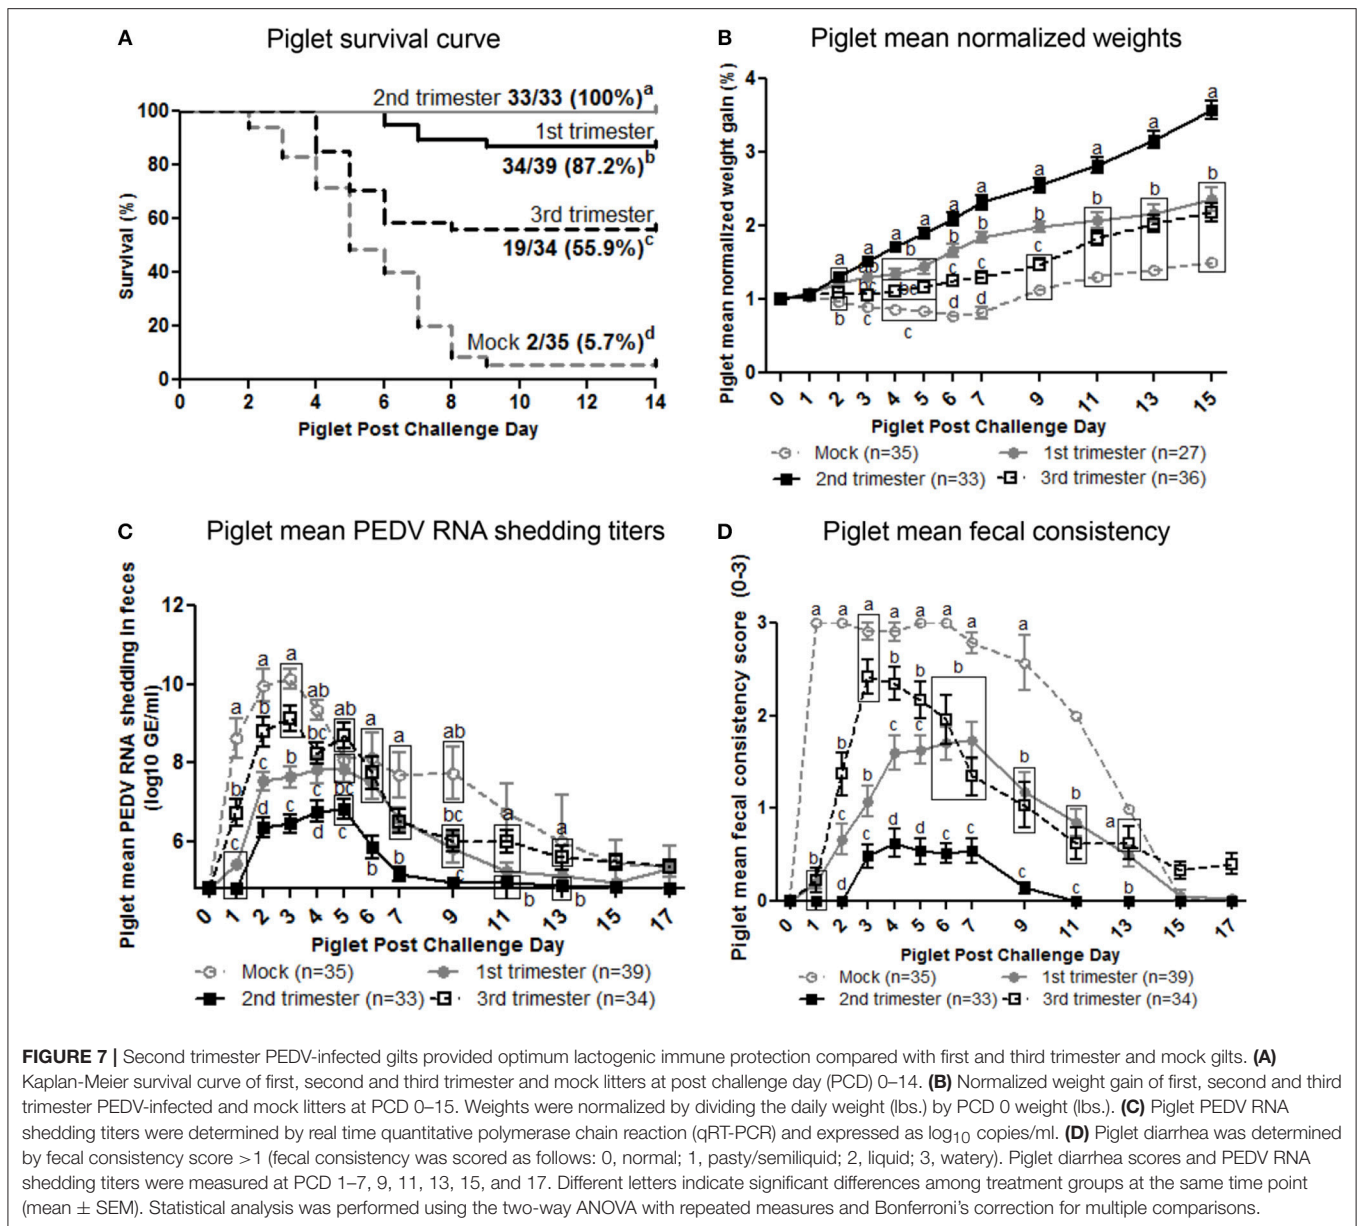 A
Piglet survival curve
2nd trimester 33/33 (100%)a
1st trimester
34/39 (87.2%)b
3rd trimester
19/34 (55.9%)c
Mock 2/35 (5.7%)d
Survival (%)
100
80
60
40
20
0
0 2 4 6 8 10 12 14
Piglet Post Challenge Day
B
Piglet mean normalized weights
Piglet mean normalized weight gain (%)
4
3
2
1
0
a a a a a a a a a a
ab b b b b b b b
bc bc c c c
b c c d d
0 1 2 3 4 5 6 7 9 11 13 15
Piglet Post Challenge Day
Mock (n=35) 1st trimester (n=27)
2nd trimester (n=33) 3rd trimester (n=36)
C
Piglet mean PEDV RNA shedding titers
Piglet mean PEDV RNA shedding in feces
(log10 GE/ml)
12
10
8
6
a a a ab ab a a ab a a
b b bc
c c b c bc bc
d c d c b b c b b
0 1 2 3 4 5 6 7 9 11 13 15 17
Piglet Post Challenge Day
Mock (n=35) 1st trimester (n=39)
2nd trimester (n=33) 3rd trimester (n=34)
D
Piglet mean fecal consistency
Piglet mean fecal consistency score (0-3)
3
2
1
0
a a a a a a a a a
b b b b b b b
c b c c
d c d d c d c c b
0 1 2 3 4 5 6 7 9 11 13 15 17
Piglet Post Challenge Day
Mock (n=35) 1st trimester (n=39)
2nd trimester (n=33) 3rd trimester (n=34)
FIGURE 7 | Second trimester PEDV-infected gilts provided optimum lactogenic immune protection compared with first and third trimester and mock gilts. (A)
Kaplan-Meier survival curve of first, second and third trimester and mock litters at post challenge day (PCD) 0–14. (B) Normalized weight gain of first, second and third
trimester PEDV-infected and mock litters at PCD 0–15. Weights were normalized by dividing the daily weight (lbs.) by PCD 0 weight (lbs.). (C) Piglet PEDV RNA
shedding titers were determined by real time quantitative polymerase chain reaction (qRT-PCR) and expressed as log10 copies/ml. (D) Piglet diarrhea was determined
by fecal consistency score >1 (fecal consistency was scored as follows: 0, normal; 1, pasty/semiliquid; 2, liquid; 3, watery). Piglet diarrhea scores and PEDV RNA
shedding titers were measured at PCD 1–7, 9, 11, 13, 15, and 17. Different letters indicate significant differences among treatment groups at the same time point
(mean ± SEM). Statistical analysis was performed using the two-way ANOVA with repeated measures and Bonferroni's correction for multiple comparisons.